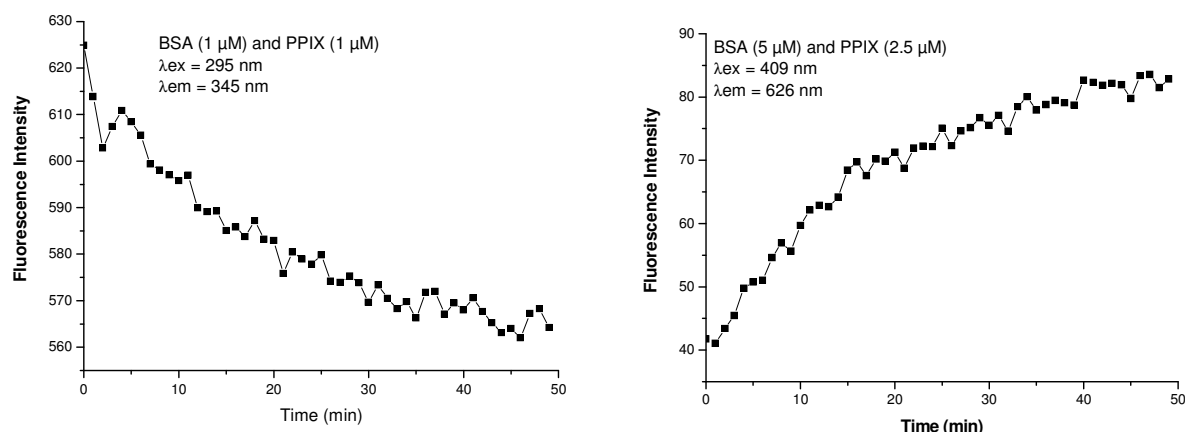 630
620
610
600
590
580
570
560
Fluorescence Intensity
BSA (1 µM) and PPIX (1 µM)
λex = 295 nm
λem = 345 nm
0 10 20 30 40 50
Time (min)
90
80
70
60
50
40
Fluorescence Intensity
BSA (5 µM) and PPIX (2.5 µM)
λex = 409 nm
λem = 626 nm
0 10 20 30 40 50
Time (min)